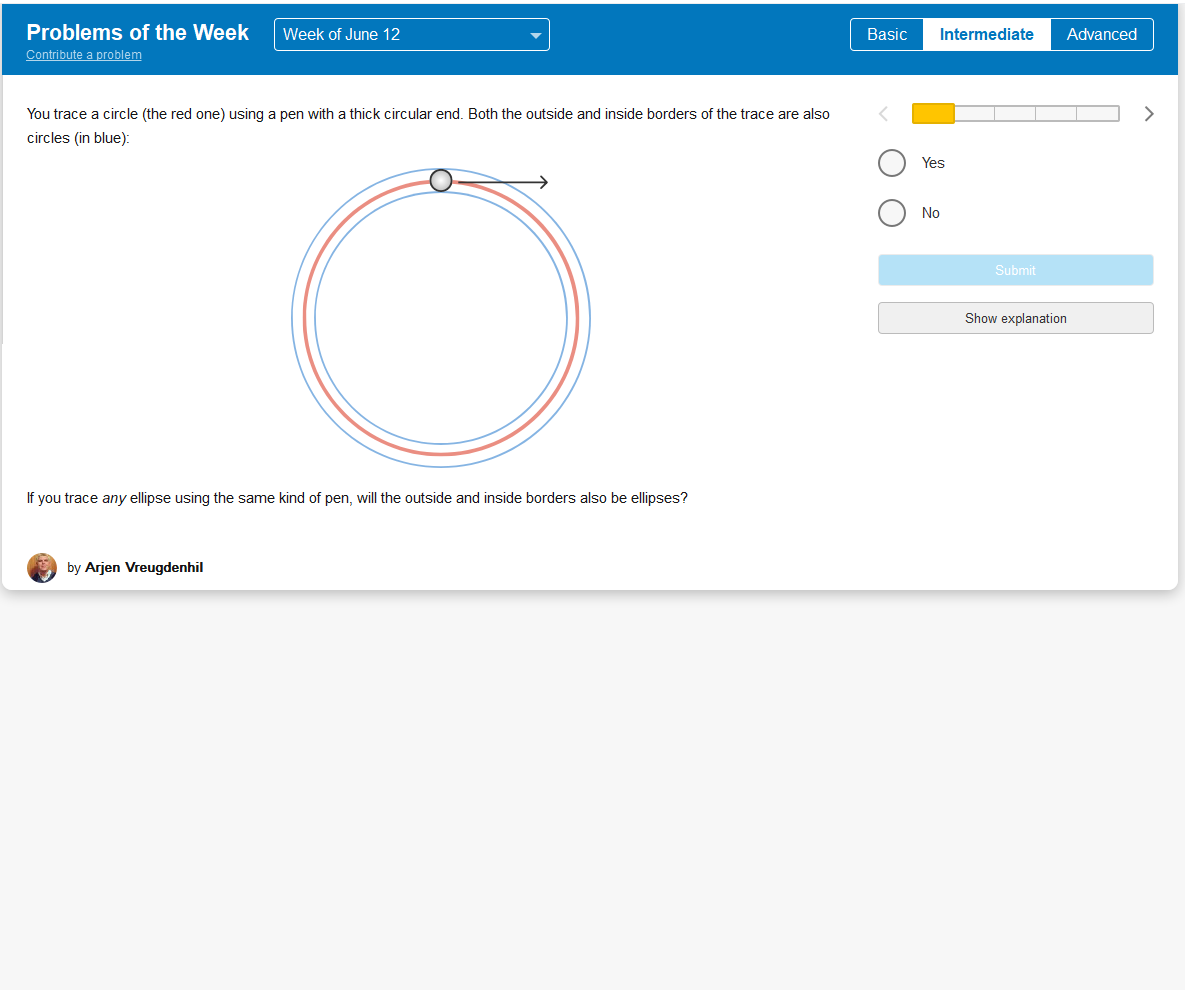 Problems of the Week
Contribute a problem
Week of June 12
Basic
Intermediate
Advanced
You trace a circle (the red one) using a pen with a thick circular end. Both the outside and inside borders of the trace are also
circles (in blue):
Yes
No
Submit
Show explanation
If you trace any ellipse using the same kind of pen, will the outside and inside borders also be ellipses?
by Arjen Vreugdenhil